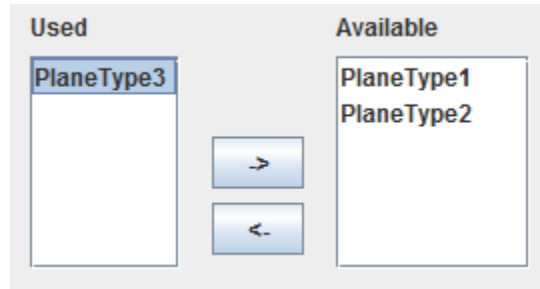 Used
Available
PlaneType3
PlaneType1
PlaneType2
->
<-